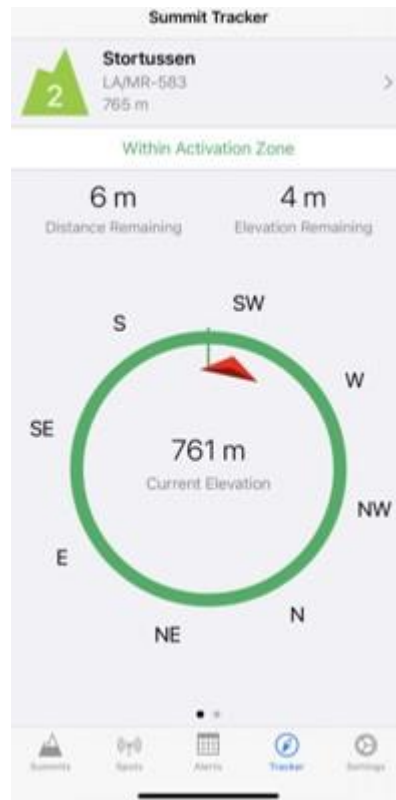 Summit Tracker
Stortussen
LA/MR-583
2
765 m
Within Activation Zone
6 m
4 m
Distance Remaining
Elevation Remaining
SW
S
W
SE
761 m
Current Elevation
NW
E
N
NE
Summits
Spots
Alerts
Tracker
Settings